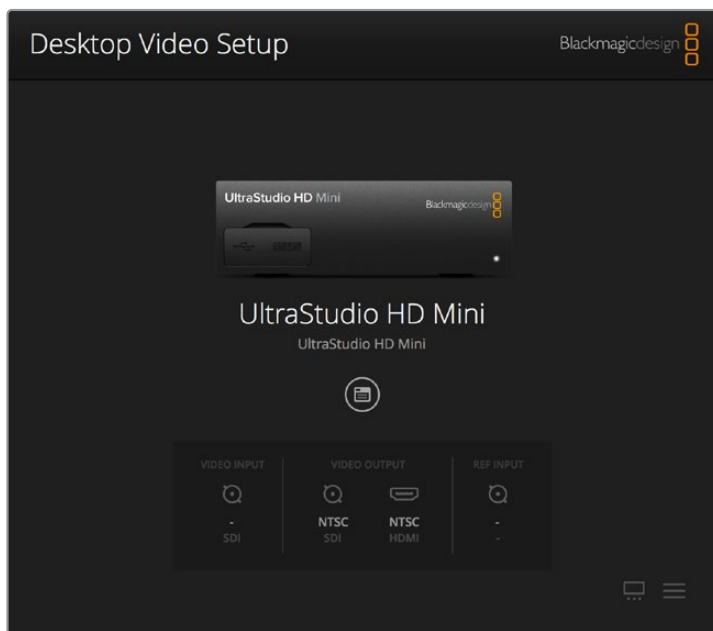 Desktop Video Setup
Blackmagicdesign
UltraStudio HD Mini
Blackmagicdesign
UltraStudio HD Mini
UltraStudio HD Mini
VIDEO INPUT
VIDEO OUTPUT
REF INPUT
-
NTSC
NTSC
-
SDI
SDI
HDMI
-